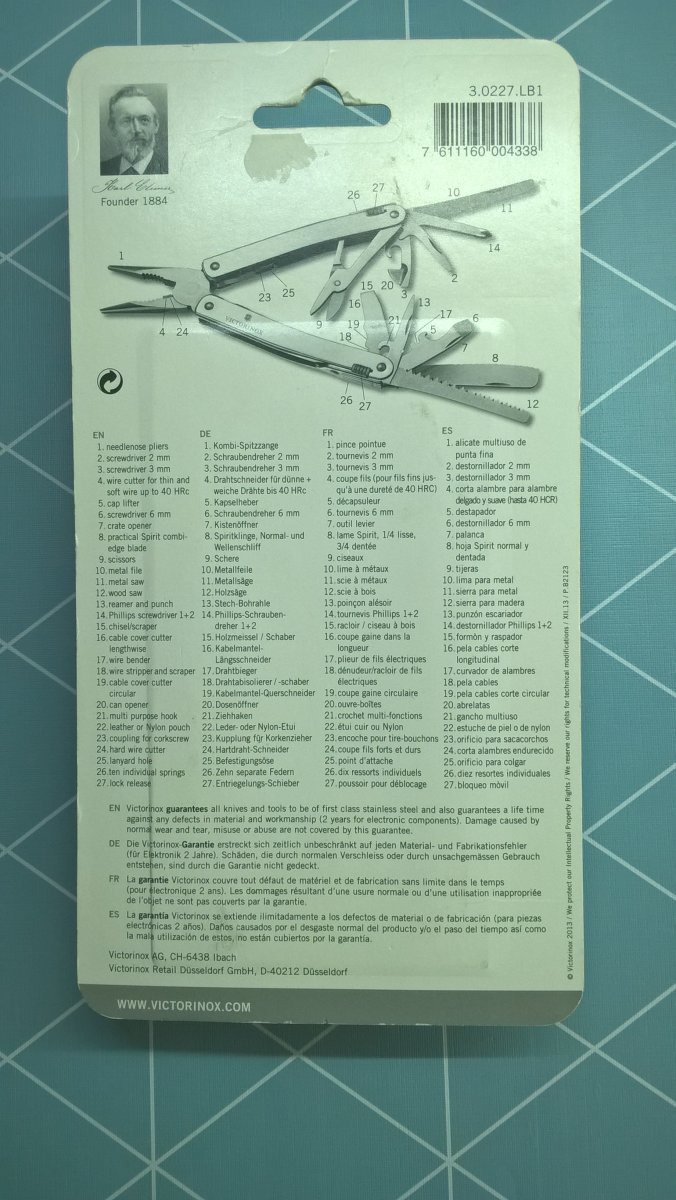 3.0227.LB1
7 611160 004338
Founder 1884
1
26
27
10
11
14
2
3
20
15
16
23
25
4
24
9
19
18
21
13
17
5
6
7
8
12
26
27
VICTORINOX
EN
1. needlenose pliers
2. screwdriver 2 mm
3. screwdriver 3 mm
4. wire cutter for thin and
soft wire up to 40 HRc
5. cap lifter
6. screwdriver 6 mm
7. crate opener
8. practical Spirit combi-
edge blade
9. scissors
10. metal file
11. metal saw
12. wood saw
13. reamer and punch
14. Phillips screwdriver 1+2
15. chisel/scraper
16. cable cover cutter
lengthwise
17. wire bender
18. wire stripper and scraper
19. cable cover cutter
circular
20. can opener
21. multi purpose hook
22. leather or Nylon pouch
23. coupling for corkscrew
24. hard wire cutter
25. lanyard hole
26. ten individual springs
27. lock release
DE
1. Kombi-Spitzzange
2. Schraubendreher 2 mm
3. Schraubendreher 3 mm
4. Drahtschneider für dünne +
weiche Drähte bis 40 HRc
5. Kapselheber
6. Schraubendreher 6 mm
7. Kistenöffner
8. Spiritklinge, Normal- und
Wellenschliff
9. Schere
10. Metallfeile
11. Metallsäge
12. Holzsäge
13. Stech-Bohrahle
14. Phillips-Schrauben-
dreher 1+2
15. Holzmeissel / Schaber
16. Kabelmantel-
Längsschneider
17. Drahtbieger
18. Drahtabisolierer / -schaber
19. Kabelmantel-Querschneider
20. Dosenöffner
21. Ziehhaken
22. Leder- oder Nylon-Etui
23. Kupplung für Korkenzieher
24. Hartdraht-Schneider
25. Befestigungsöse
26. Zehn separate Federn
27. Entriegelungs-Schieber
FR
1. pince pointue
2. tournevis 2 mm
3. tournevis 3 mm
4. coupe fils (pour fils fins jus-
qu'à une dureté de 40 HRC)
5. décapsuleur
6. tournevis 6 mm
7. outil levier
8. lame Spirit, 1/4 lisse,
3/4 dentée
9. ciseaux
10. lime à métaux
11. scie à métaux
12. scie à bois
13. poinçon alésoir
14. tournevis Phillips 1+2
15. racloir / ciseau à bois
16. coupe gaine dans la
longueur
17. plieur de fils électriques
18. dénudeur/racloir de fils
électriques
19. coupe gaine circulaire
20. ouvre-boîtes
21. crochet multi-fonctions
22. étui cuir ou Nylon
23. encoche pour tire-bouchons
24. coupe fils forts et durs
25. point d'attache
26. dix ressorts individuels
27. poussoir pour déblocage
ES
1. alicate multiuso de
punta fina
2. destornillador 2 mm
3. destornillador 3 mm
4. corta alambre para alambre
delgado y suave (hasta 40 HCR)
5. destapador
6. destornillador 6 mm
7. palanca
8. hoja Spirit normal y
dentada
9. tijeras
10. lima para metal
11. sierra para metal
12. sierra para madera
13. punzón escariador
14. destornillador Phillips 1+2
15. formón y raspador
16. pela cables corte
longitudinal
17. curvador de alambres
18. pela cables
19. pela cables corte circular
20. abrelatas
21. gancho multiuso
22. estuche de piel o de nylon
23. orificio para sacacorchos
24. corta alambres endurecido
25. orificio para colgar
26. diez resortes individuales
27. bloqueo móvil
EN Victorinox guarantees all knives and tools to be of first class stainless steel and also guarantees a life time
against any defects in material and workmanship (2 years for electronic components). Damage caused by
normal wear and tear, misuse or abuse are not covered by this guarantee.
DE Die Victorinox-Garantie erstreckt sich zeitlich unbeschränkt auf jeden Material- und Fabrikationsfehler
(für Elektronik 2 Jahre). Schäden, die durch normalen Verschleiss oder durch unsachgemässen Gebrauch
entstehen, sind durch die Garantie nicht gedeckt.
FR La garantie Victorinox couvre tout défaut de matériel et de fabrication sans limite dans le temps
(pour électronique 2 ans). Les dommages résultant d'une usure normale ou d'une utilisation inappropriée
de l'objet ne sont pas couverts par la garantie.
ES La garantía Victorinox se extiende ilimitadamente a los defectos de material o de fabricación (para piezas
electrónicas 2 años). Daños causados por el desgaste normal del producto y/o el paso del tiempo así como
la mala utilización de estos, no están cubiertos por la garantía.
Victorinox AG, CH-6438 Ibach
Victorinox Retail Düsseldorf GmbH, D-40212 Düsseldorf
WWW.VICTORINOX.COM
© Victorinox 2013 / We protect our Intellectual Property Rights / We reserve our rights for technical modifications / XII.13 / P.82123